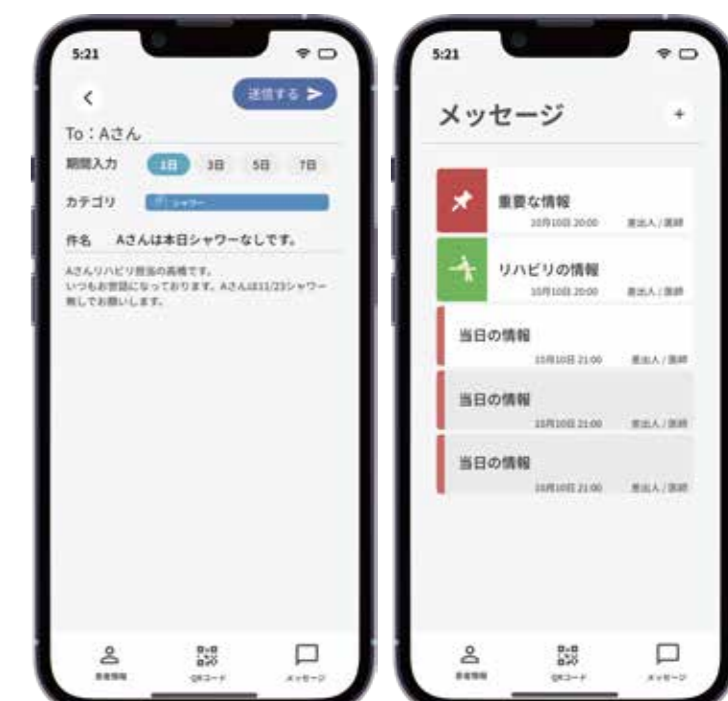 5:21
送信する
To：Aさん
期間入力 1日 3日 5日 7日
カテゴリ シャワー
件名 Aさんは本日シャワーなしです。
Aさんリハビリ担当の高橋です。
いつもお世話になっております。Aさんは11/23シャワー
無しでお願いします。
患者情報 QRコード メッセージ
5:21
メッセージ +
重要な情報
10月10日 20:00 差出人 / 医師
リハビリの情報
10月10日 20:00 差出人 / 医師
当日の情報
10月10日 21:00 差出人 / 医師
当日の情報
10月10日 21:00 差出人 / 医師
当日の情報
10月10日 21:00 差出人 / 医師
患者情報 QRコード メッセージ